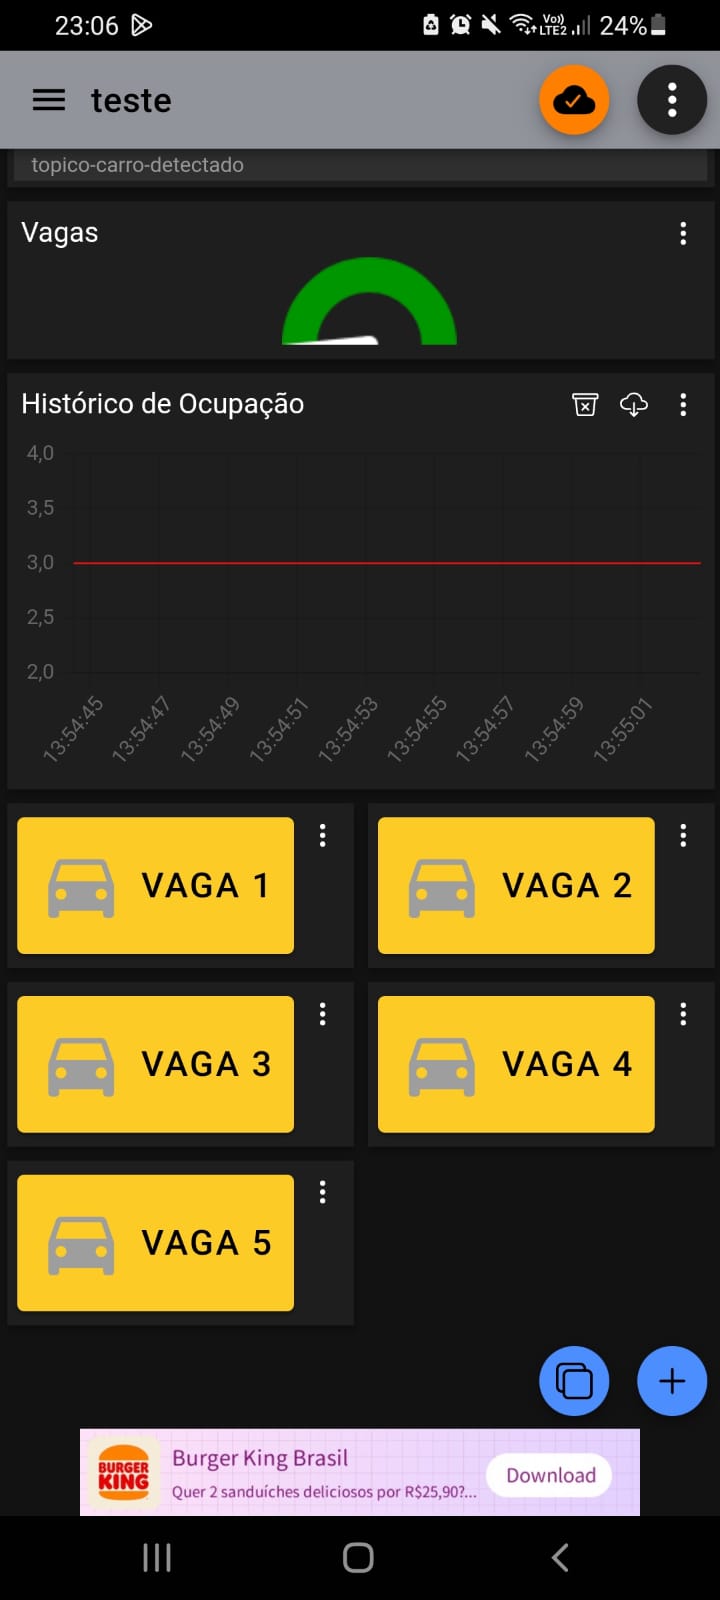 23:06
Vo)) LTE2
24%
teste
topico-carro-detectado
Vagas
Histórico de Ocupação
4,0
3,5
3,0
2,5
2,0
13:54:45 13:54:47 13:54:49 13:54:51 13:54:53 13:54:55 13:54:57 13:54:59 13:55:01
VAGA 1
VAGA 2
VAGA 3
VAGA 4
VAGA 5
BURGER KING
Burger King Brasil
Quer 2 sanduíches deliciosos por R$25,90?...
Download